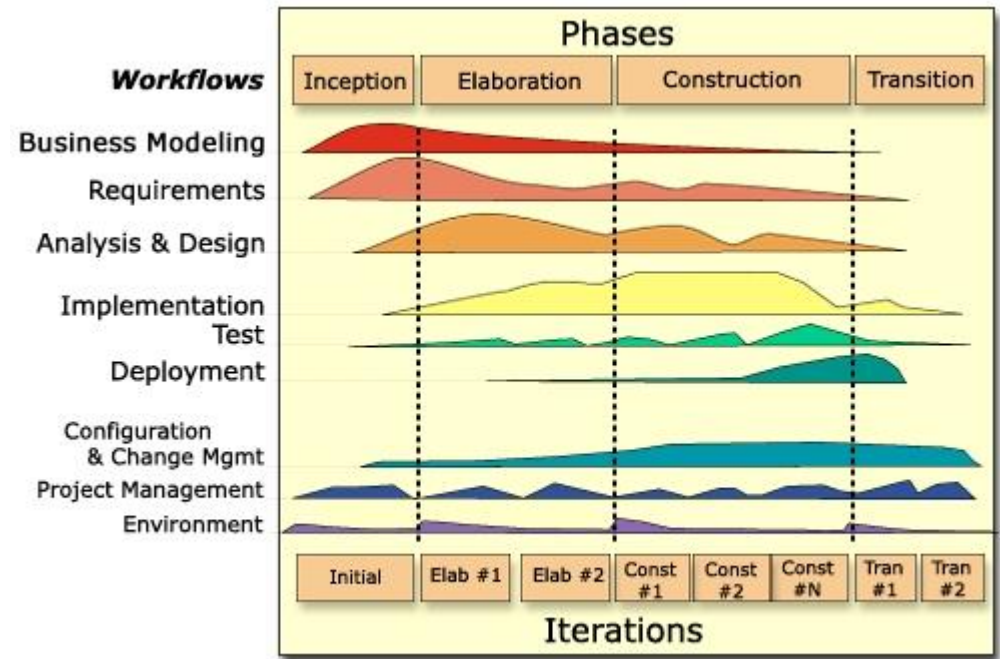 Phases
Workflows Inception Elaboration Construction Transition
Business Modeling
Requirements
Analysis & Design
Implementation
Test
Deployment
Configuration
& Change Mgmt
Project Management
Environment
Initial Elab #1 Elab #2 Const #1 Const #2 Const #N Tran #1 Tran #2
Iterations